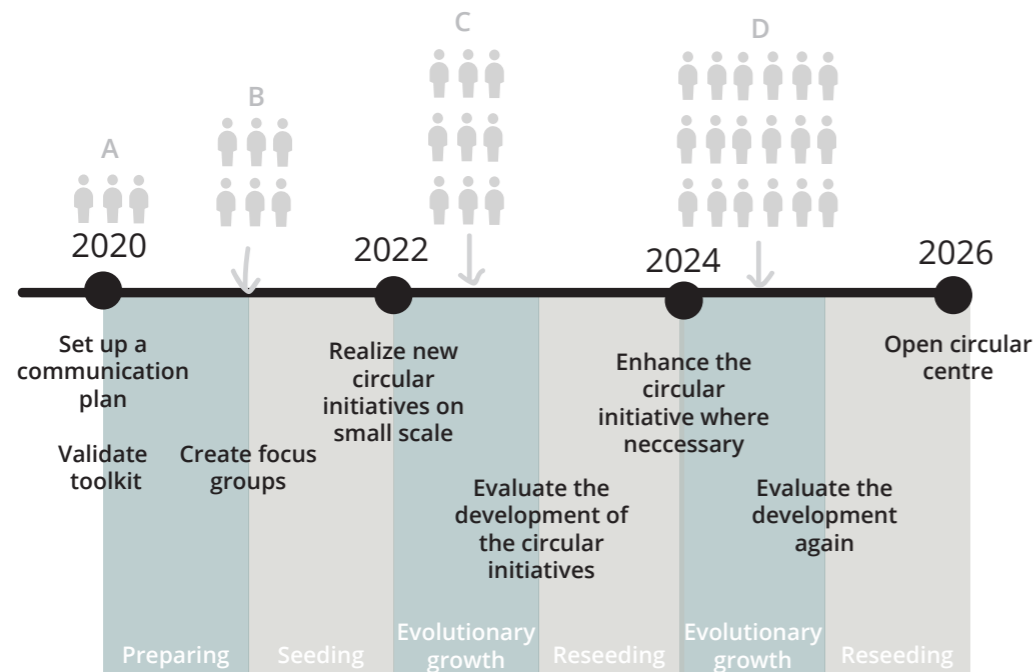 A
B
C
D
2020
2022
2024
2026
Set up a
communication
plan
Validate
toolkit
Create focus
groups
Realize new
circular
initiatives on
small scale
Evaluate the
development of
the circular
initiatives
Enhance the
circular
initiative where
neccessary
Evaluate the
development
again
Open circular
centre
Preparing
Seeding
Evolutionary
growth
Reseeding
Evolutionary
growth
Reseeding